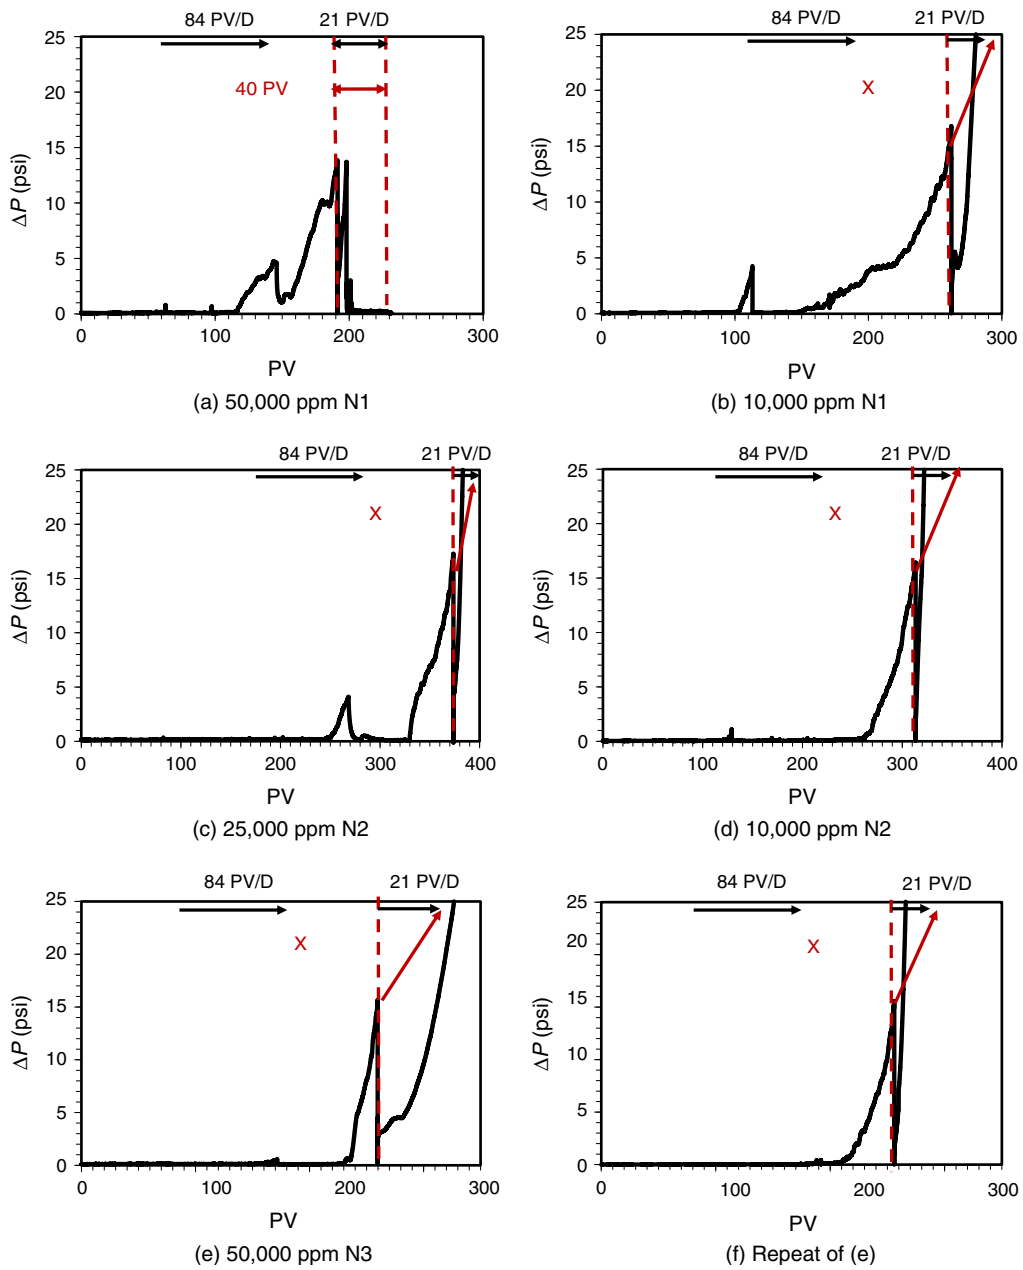 84 PV/D 21 PV/D
25
20
15
10
5
0
ΔP (psi)
40 PV
0 100 200 300
PV
(a) 50,000 ppm N1
84 PV/D 21 PV/D
25
20
15
10
5
0
ΔP (psi)
X
0 100 200 300
PV
(b) 10,000 ppm N1
84 PV/D 21 PV/D
25
20
15
10
5
0
ΔP (psi)
X
0 100 200 300 400
PV
(c) 25,000 ppm N2
84 PV/D 21 PV/D
25
20
15
10
5
0
ΔP (psi)
X
0 100 200 300 400
PV
(d) 10,000 ppm N2
84 PV/D 21 PV/D
25
20
15
10
5
0
ΔP (psi)
X
0 100 200 300
PV
(e) 50,000 ppm N3
84 PV/D 21 PV/D
25
20
15
10
5
0
ΔP (psi)
X
0 100 200 300
PV
(f) Repeat of (e)